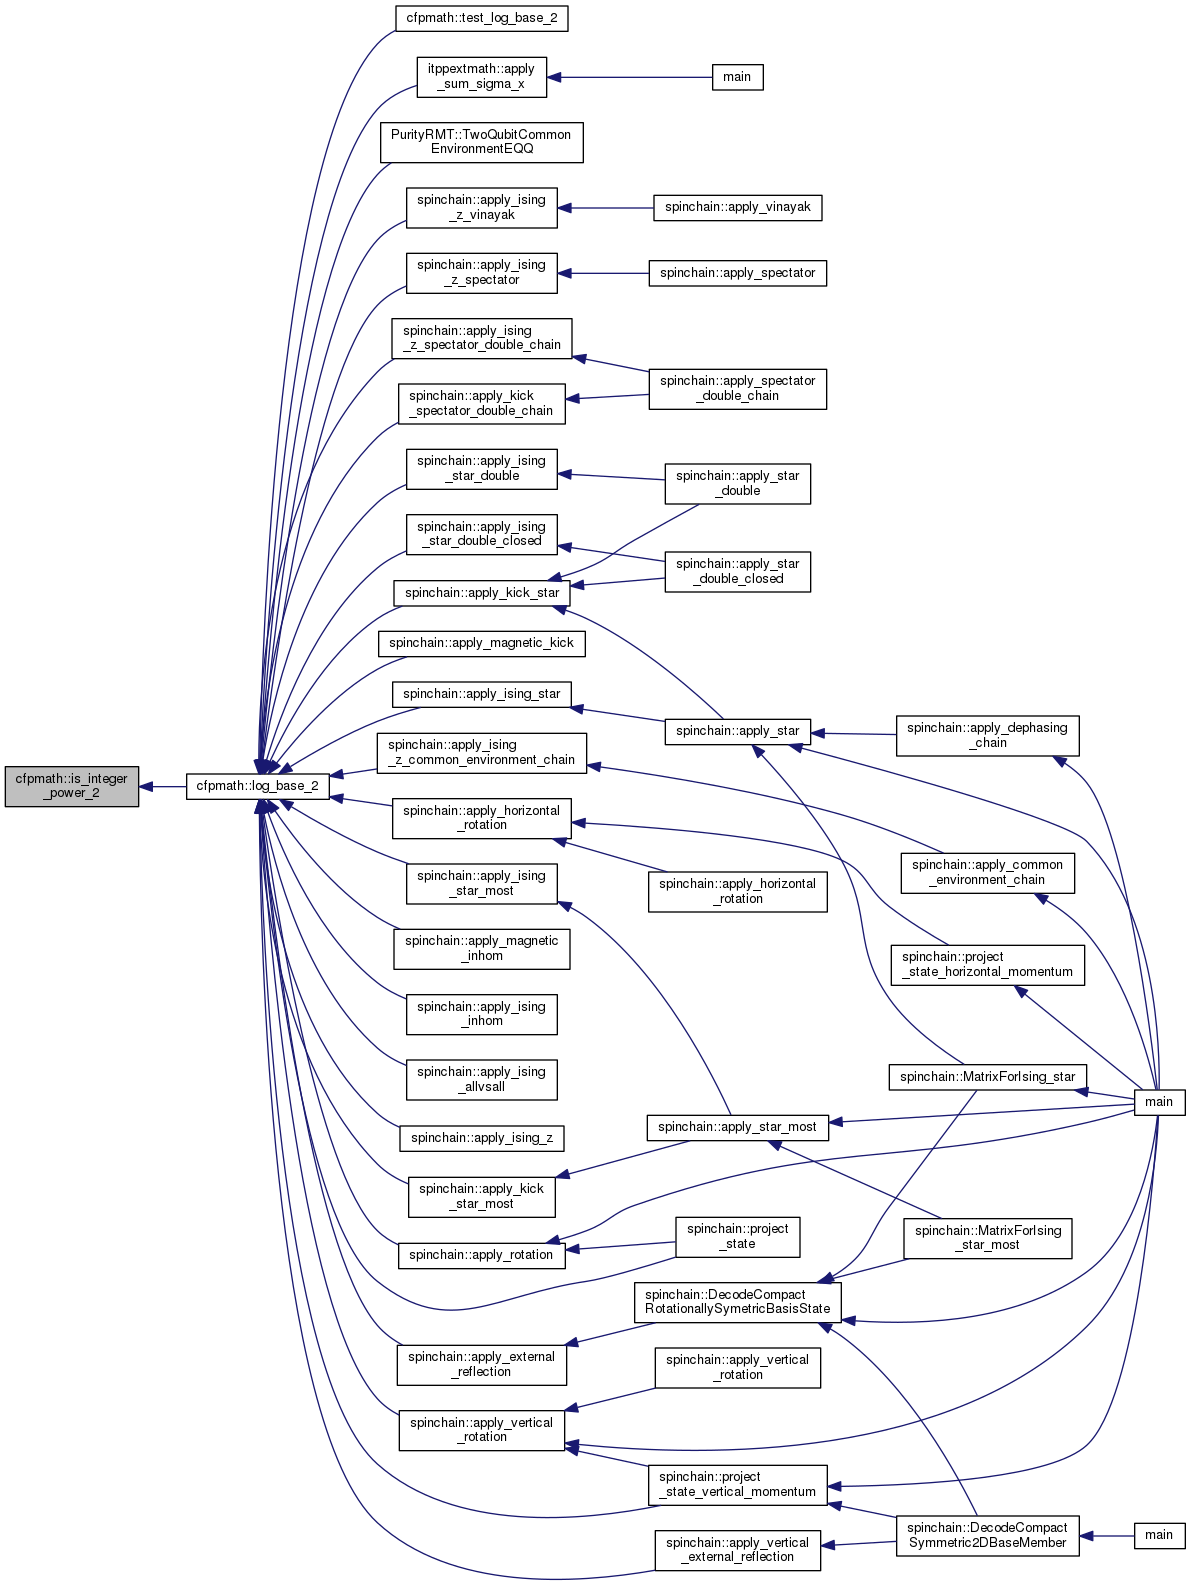 cfpmath::test_log_base_2
itppextmath::apply
_sum_sigma_x
main
PurityRMT::TwoQubitCommon
EnvironmentEQQ
spinchain::apply_ising
_z_vinayak
spinchain::apply_vinayak
spinchain::apply_ising
_z_spectator
spinchain::apply_spectator
spinchain::apply_ising
_z_spectator_double_chain
spinchain::apply_spectator
_double_chain
spinchain::apply_kick
_spectator_double_chain
spinchain::apply_ising
_star_double
spinchain::apply_star
_double
spinchain::apply_ising
_star_double_closed
spinchain::apply_star
_double_closed
spinchain::apply_kick_star
spinchain::apply_magnetic_kick
spinchain::apply_ising_star
spinchain::apply_star
spinchain::apply_dephasing
_chain
spinchain::apply_ising
_z_common_environment_chain
cfpmath::is_integer
_power_2
cfpmath::log_base_2
spinchain::apply_horizontal
_rotation
spinchain::apply_ising
_star_most
spinchain::apply_horizontal
_rotation
spinchain::apply_common
_environment_chain
spinchain::apply_magnetic
_inhom
spinchain::project
_state_horizontal_momentum
spinchain::apply_ising
_inhom
spinchain::apply_ising
_allvsall
spinchain::MatrixForIsing_star
main
spinchain::apply_ising_z
spinchain::apply_star_most
spinchain::apply_kick
_star_most
spinchain::apply_rotation
spinchain::project
_state
spinchain::MatrixForIsing
_star_most
spinchain::DecodeCompact
RotationallySymetricBasisState
spinchain::apply_external
_reflection
spinchain::apply_vertical
_rotation
spinchain::apply_vertical
_rotation
spinchain::project
_state_vertical_momentum
spinchain::DecodeCompact
Symmetric2DBaseMember
main
spinchain::apply_vertical
_external_reflection